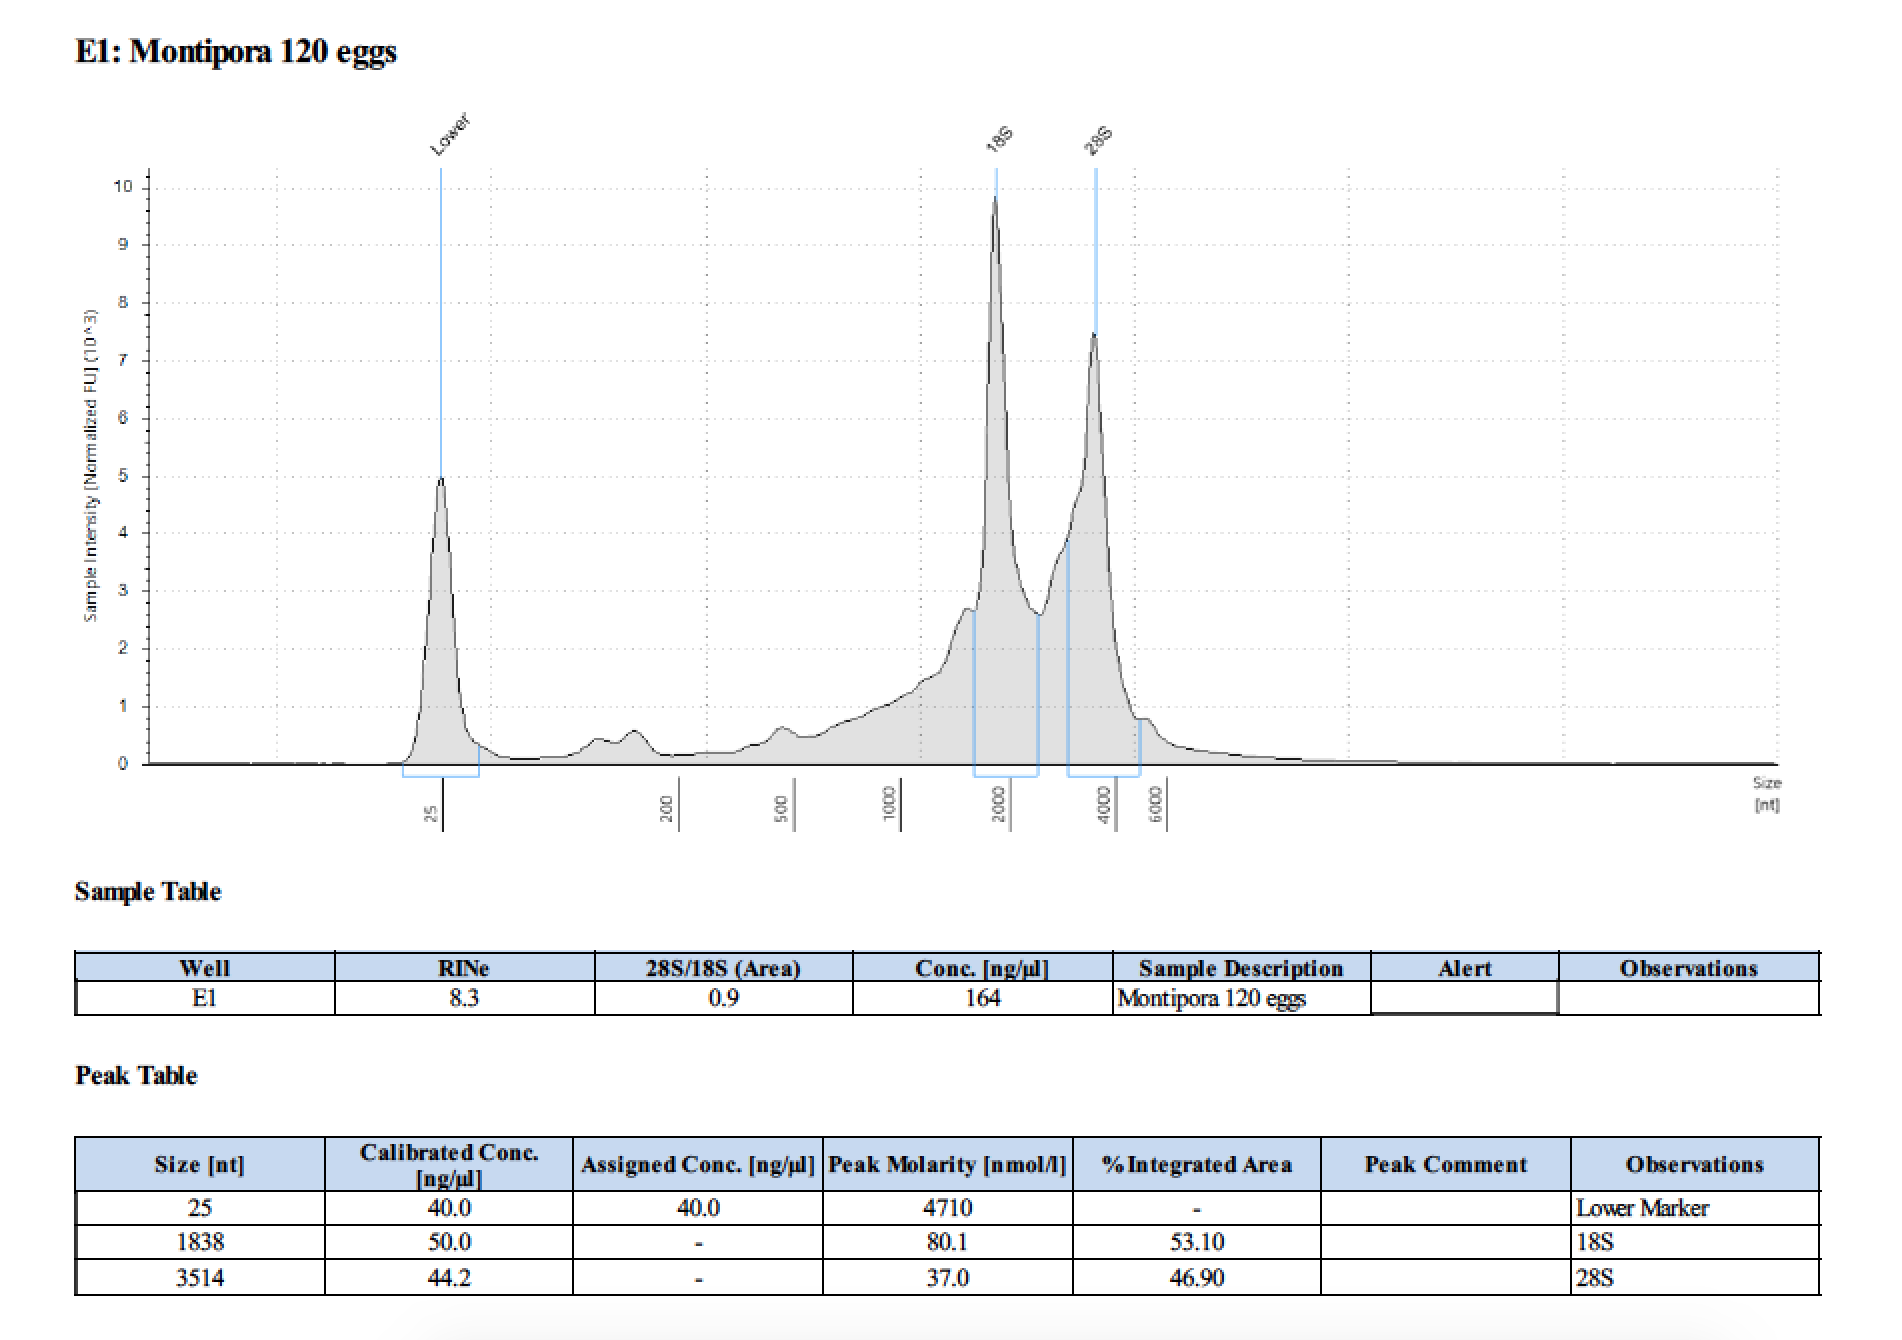 E1: Montipora 120 eggs
Lower
18S
28S
Sample Intensity [Normalized FU] (10^3)
10
9
8
7
6
5
4
3
2
1
0
25
200
500
1000
2000
4000
6000
Size
[nt]
Sample Table
Well RINe 28S/18S (Area) Conc. [ng/µl] Sample Description Alert Observations
E1 8.3 0.9 164 Montipora 120 eggs
Peak Table
Size [nt] Calibrated Conc. [ng/µl] Assigned Conc. [ng/µl] Peak Molarity [nmol/l] % Integrated Area Peak Comment Observations
25 40.0 40.0 4710 - Lower Marker
1838 50.0 - 80.1 53.10 18S
3514 44.2 - 37.0 46.90 28S